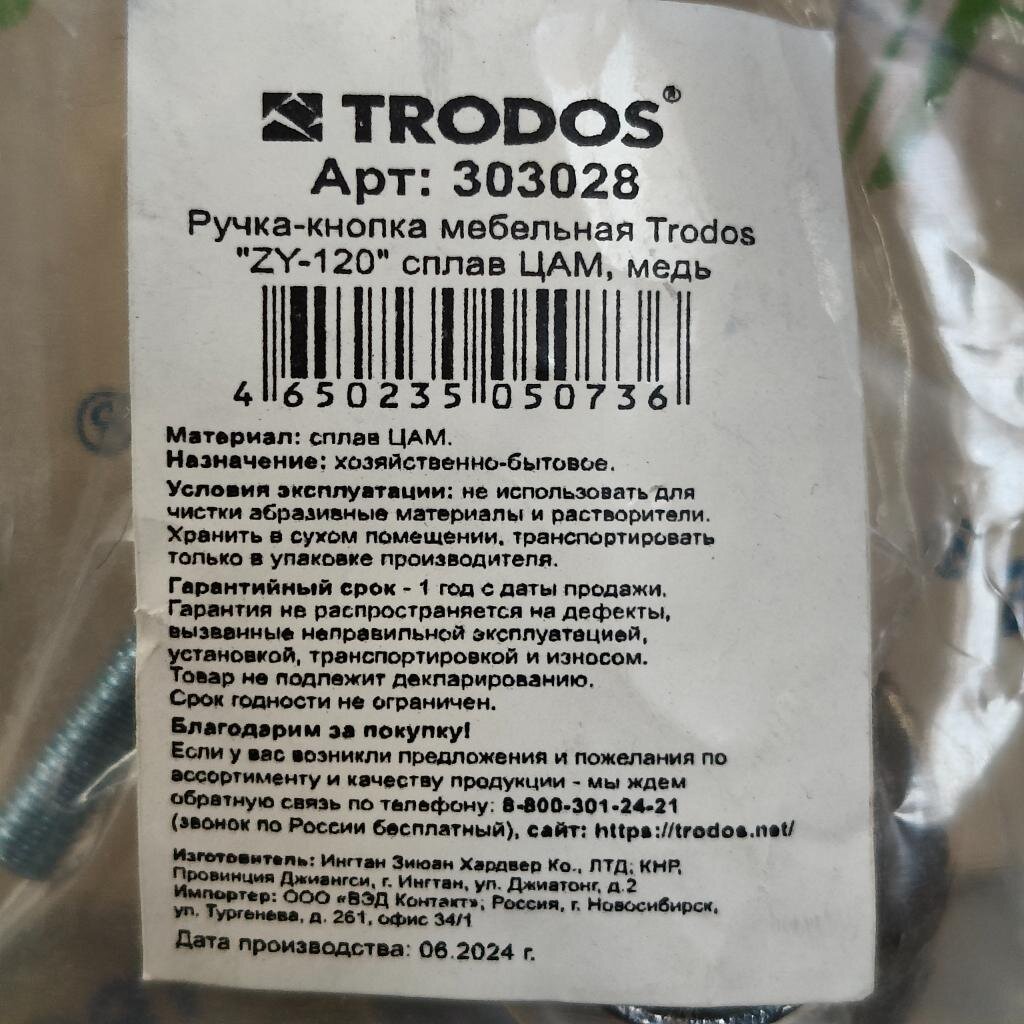 TRODOS®
Арт: 303028
Ручка-кнопка мебельная Trodos
"ZY-120" сплав ЦАМ, медь
4 650235 050736
Материал: сплав ЦАМ.
Назначение: хозяйственно-бытовое.
Условия эксплуатации: не использовать для
чистки абразивные материалы и растворители.
Хранить в сухом помещении, транспортировать
только в упаковке производителя.
Гарантийный срок - 1 год с даты продажи.
Гарантия не распространяется на дефекты,
вызванные неправильной эксплуатацией,
установкой, транспортировкой и износом.
Товар не подлежит декларированию.
Срок годности не ограничен.
Благодарим за покупку!
Если у вас возникли предложения и пожелания по
ассортименту и качеству продукции - мы ждем
обратную связь по телефону: 8-800-301-24-21
(звонок по России бесплатный), сайт: https://trodos.net/
Изготовитель: Ингтан Зиюан Хардвер Ко., ЛТД; КНР,
Провинция Джиангси, г. Ингтан, ул. Джиатонг, д.2
Импортер: ООО «ВЭД Контакт»; Россия, г. Новосибирск,
ул. Тургенева, д. 261, офис 34/1
Дата производства: 06.2024 г.